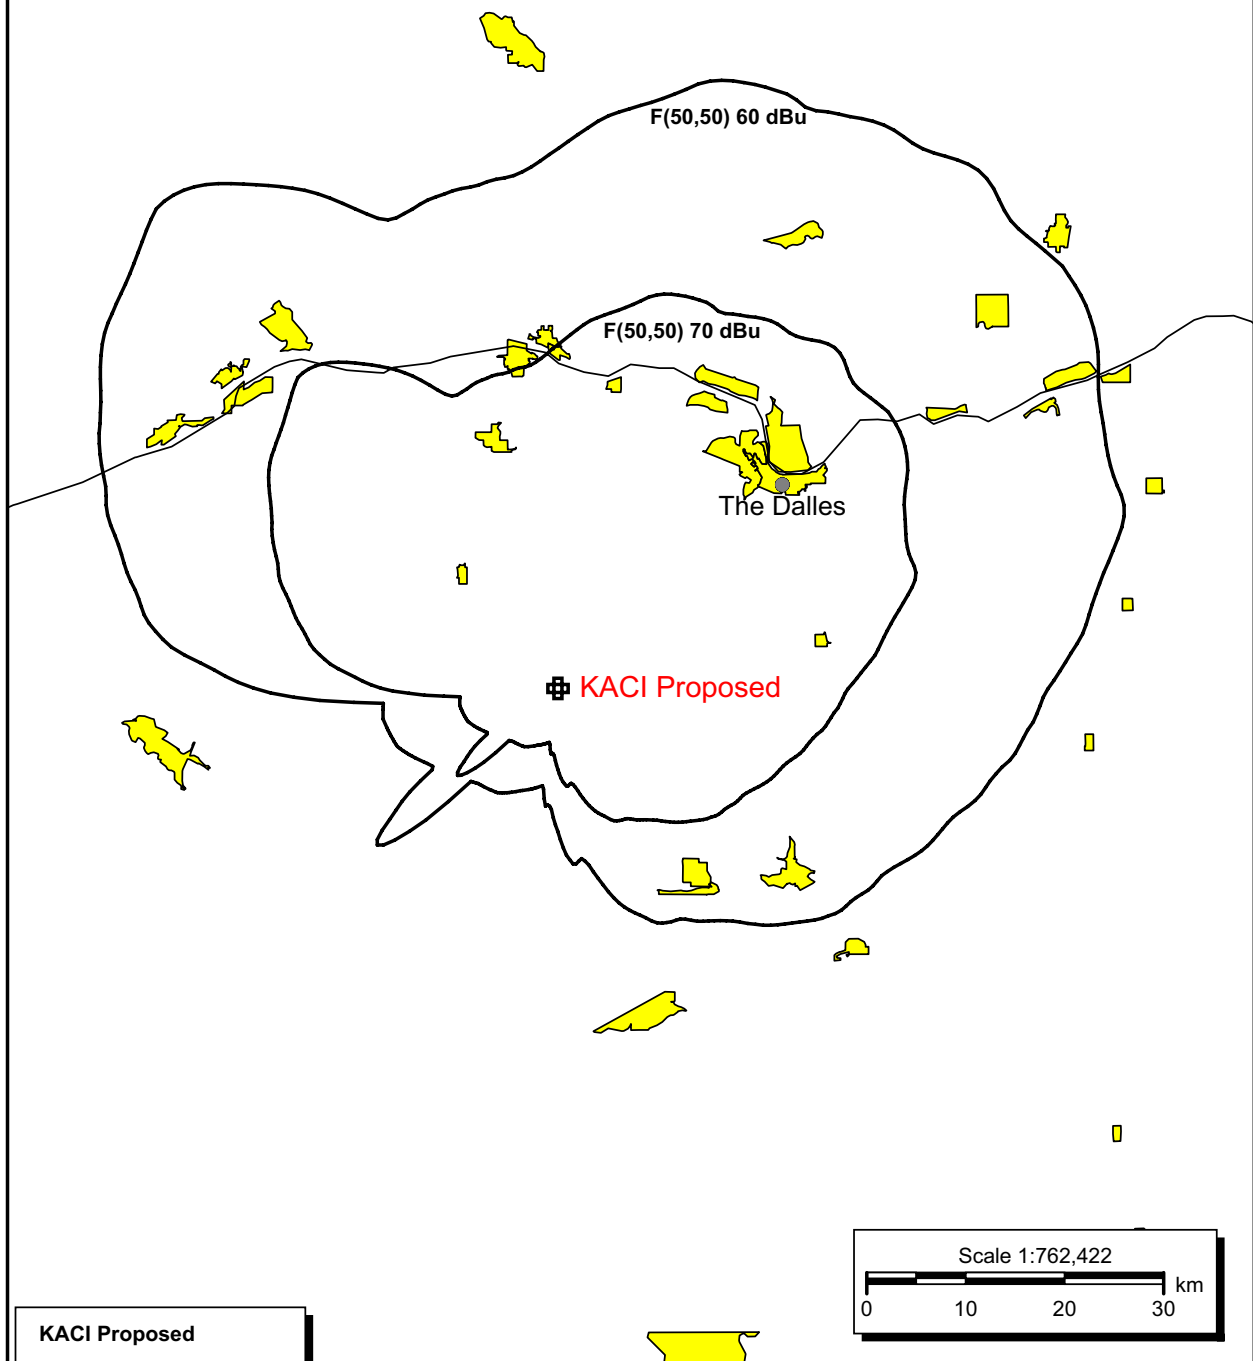 F(50,50) 60 dBu
F(50,50) 70 dBu
The Dalles
KACI Proposed
Scale 1:762,422
km
0 10 20 30
KACI Proposed